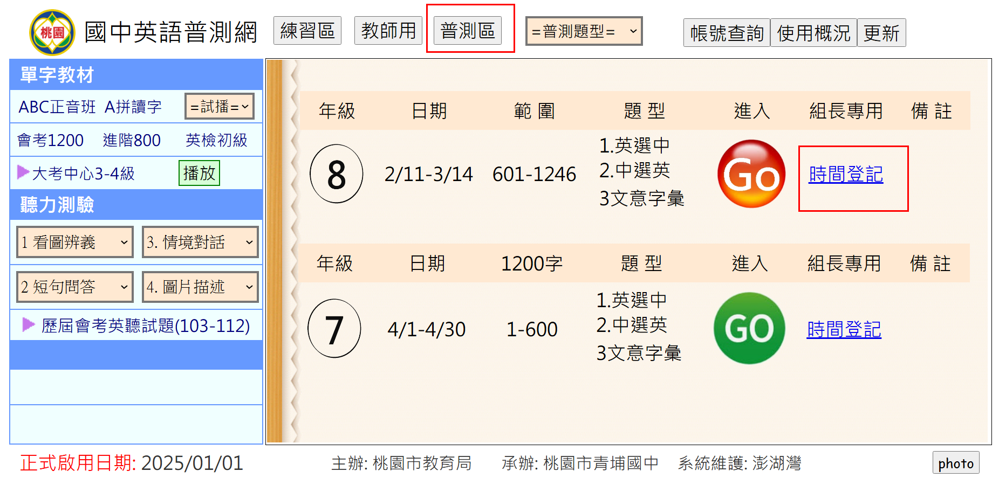 桃園
國中英語普測網
練習區 教師用 普測區 =普測題型= 帳號查詢 使用概況 更新
單字教材
ABC正音班 A拼讀字 =試播=
會考1200 進階800 英檢初級
大考中心3-4級 播放
聽力測驗
1 看圖辨義 3. 情境對話
2 短句問答 4. 圖片描述
歷屆會考英聽試題(103-112)
年級 日期 範 圍 題 型 進入 組長專用 備 註
8 2/11-3/14 601-1246
1.英選中
2.中選英
3文意字彙
Go 時間登記
年級 日期 1200字 題 型 進入 組長專用 備 註
7 4/1-4/30 1-600
1.英選中
2.中選英
3文意字彙
GO 時間登記
正式啟用日期: 2025/01/01 主辦: 桃園市教育局 承辦: 桃園市青埔國中 系統維護: 澎湖灣 photo